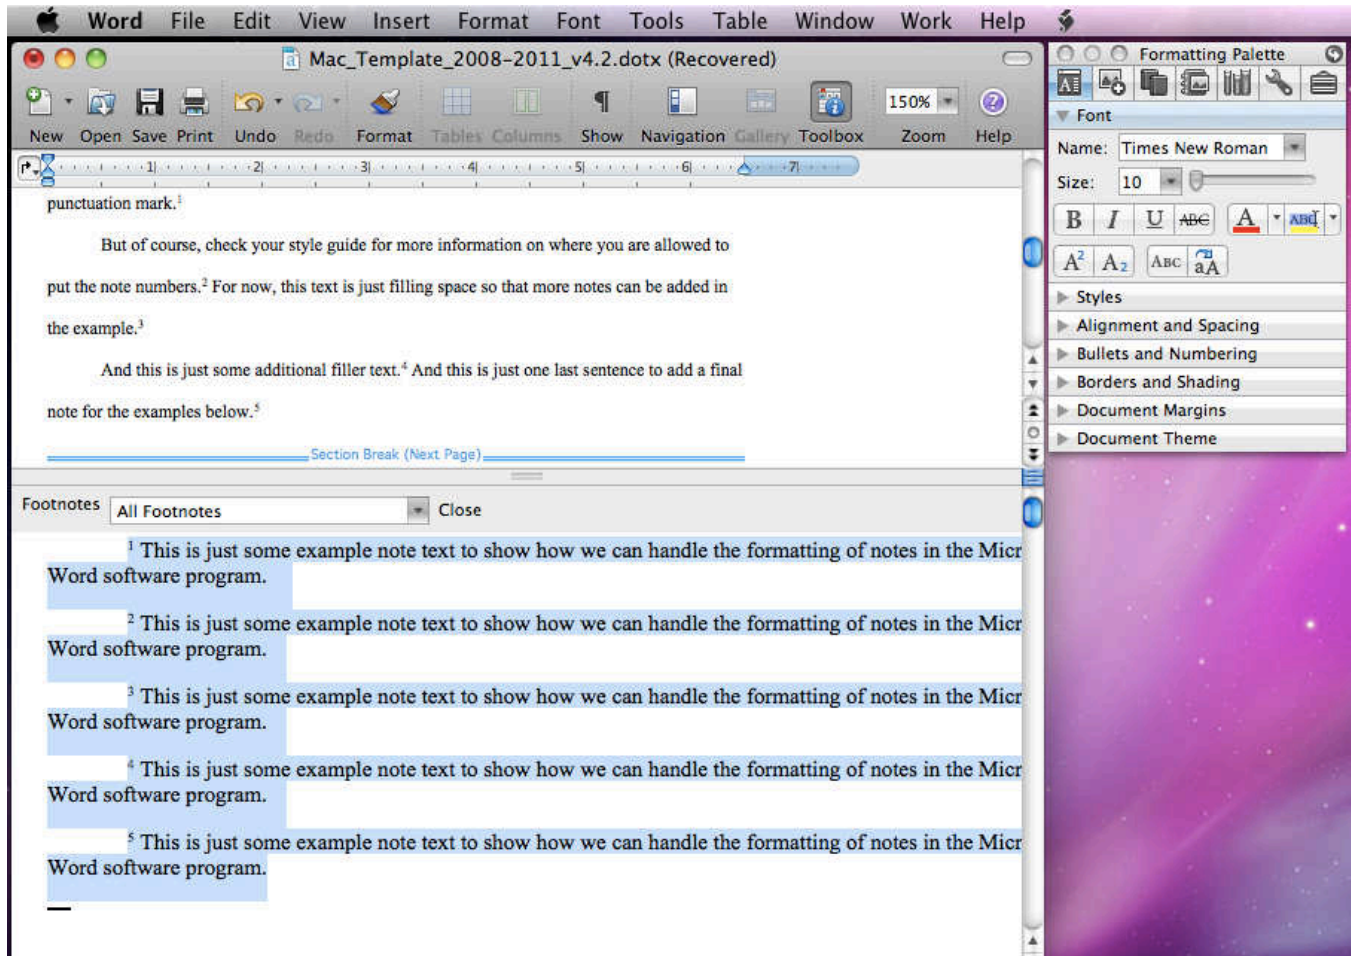 Word File Edit View Insert Format Font Tools Table Window Work Help
Mac_Template_2008-2011_v4.2.dotx (Recovered)
150%
New Open Save Print Undo Redo Format Tables Columns Show Navigation Gallery Toolbox Zoom Help
1 2 3 4 5 6 7
punctuation mark.1
But of course, check your style guide for more information on where you are allowed to
put the note numbers.2 For now, this text is just filling space so that more notes can be added in
the example.3
And this is just some additional filler text.4 And this is just one last sentence to add a final
note for the examples below.5
Section Break (Next Page)
Footnotes All Footnotes Close
1 This is just some example note text to show how we can handle the formatting of notes in the Micr
Word software program.
2 This is just some example note text to show how we can handle the formatting of notes in the Micr
Word software program.
3 This is just some example note text to show how we can handle the formatting of notes in the Micr
Word software program.
4 This is just some example note text to show how we can handle the formatting of notes in the Micr
Word software program.
5 This is just some example note text to show how we can handle the formatting of notes in the Micr
Word software program.
Formatting Palette
Font
Name: Times New Roman
Size: 10
B I U ABC A ABC
A2 A2 ABC aA
Styles
Alignment and Spacing
Bullets and Numbering
Borders and Shading
Document Margins
Document Theme